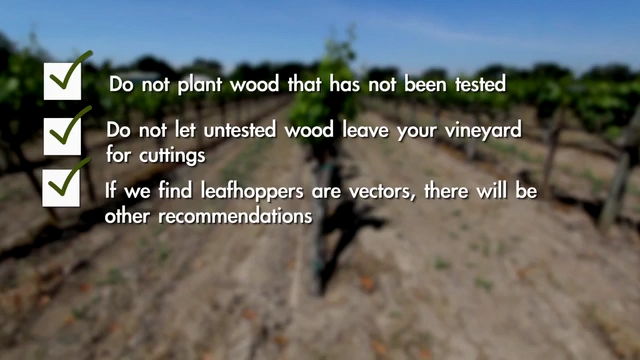 Do not plant wood that has not been tested
Do not let untested wood leave your vineyard
for cuttings
If we find leafhoppers are vectors, there will be
other recommendations